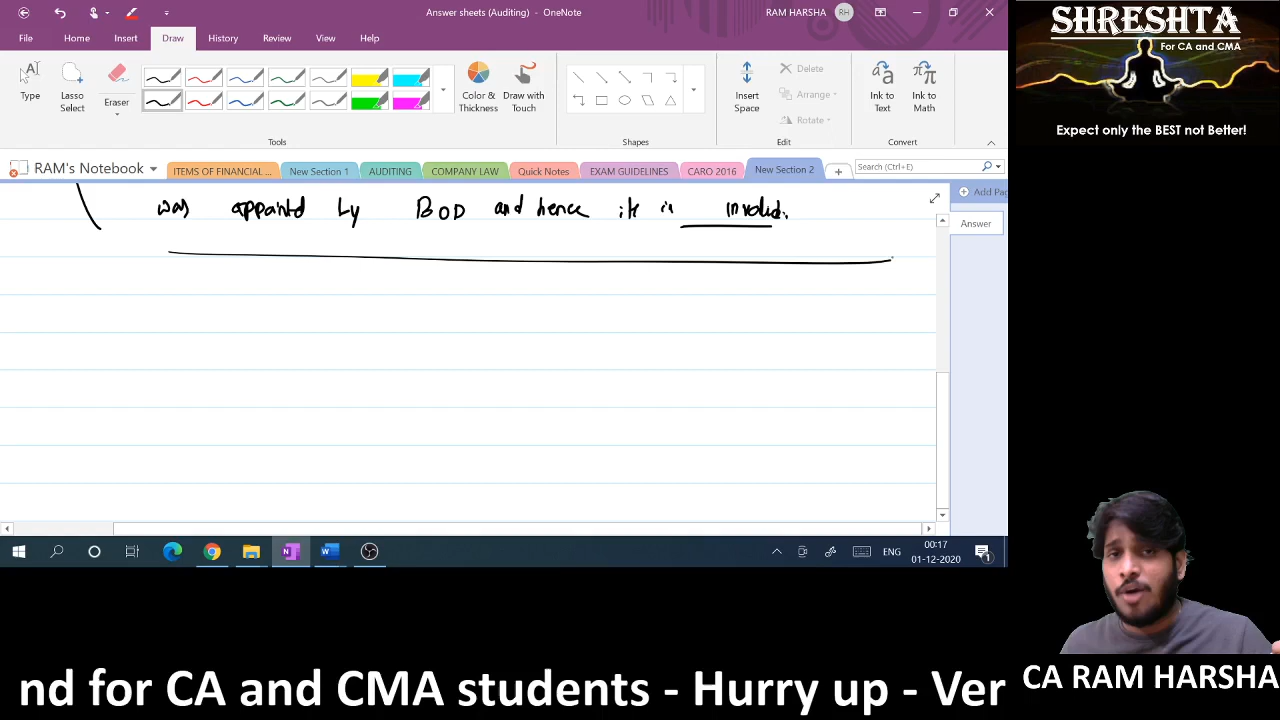 Answer sheets (Auditing) - OneNote
RAM HARSHA RH
File Home Insert Draw History Review View Help
Type
Lasso Select
Eraser
Color & Thickness
Draw with Touch
Insert Space
Delete
Arrange
Rotate
Ink to Text
Ink to Math
Tools Shapes Edit Convert
RAM's Notebook ITEMS OF FINANCIAL ... New Section 1 AUDITING COMPANY LAW Quick Notes EXAM GUIDELINES CARO 2016 New Section 2 + Search (Ctrl+E)
Add Pag
Answer
was appointed by BOD and hence it is invalid.
ENG
00:17
01-12-2020
1
SHRESHTA
For CA and CMA
Expect only the BEST not Better!
nd for CA and CMA students - Hurry up - Ver
CA RAM HARSHA